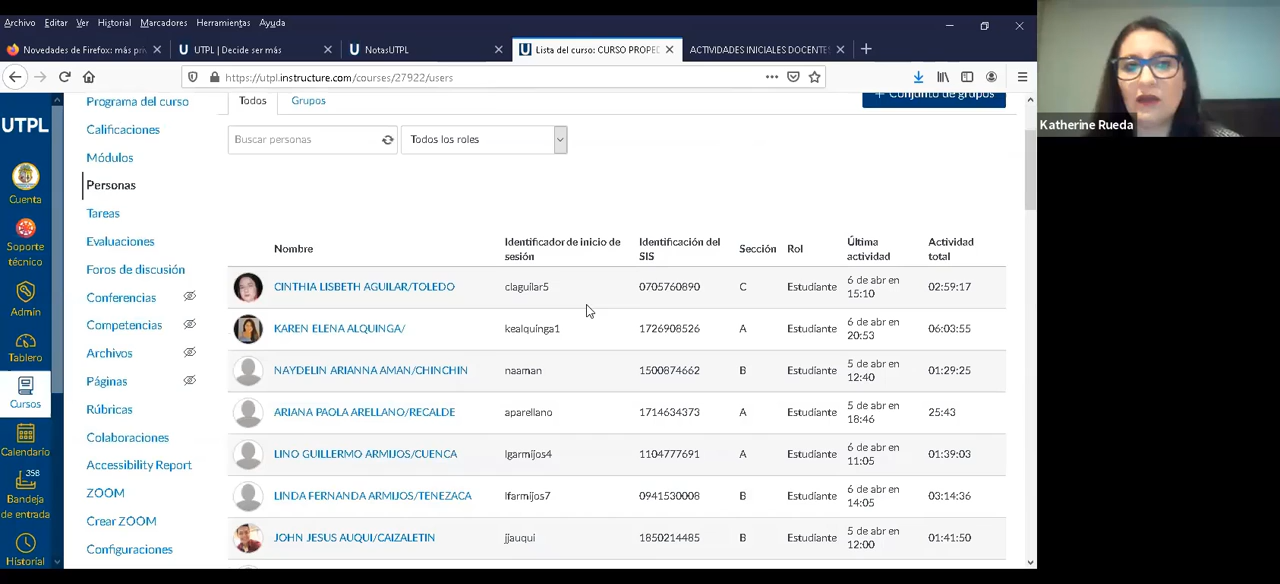 Archivo Editar Ver Historial Marcadores Herramientas Ayuda
Novedades de Firefox: más pri
UTPL | Decide ser más
NotasUTPL
Lista del curso: CURSO PROPED
ACTIVIDADES INICIALES DOCENTE
https://utpl.instructure.com/courses/27922/users
Katherine Rueda
UTPL
Cuenta
Soporte
técnico
Admin
Tablero
Cursos
Calendario
358
Bandeja
de entrada
Historial
Programa del curso
Calificaciones
Módulos
Personas
Tareas
Evaluaciones
Foros de discusión
Conferencias
Competencias
Archivos
Páginas
Rúbricas
Colaboraciones
Accessibility Report
ZOOM
Crear ZOOM
Configuraciones
Todos Grupos
+ Conjunto de grupos
Buscar personas
Todos los roles
Nombre Identificador de inicio de sesión Identificación del SIS Sección Rol Última actividad Actividad total
CINTHIA LISBETH AGUILAR/TOLEDO claguilar5 0705760890 C Estudiante 6 de abr en 15:10 02:59:17
KAREN ELENA ALQUINGA/ kealquinga1 1726908526 A Estudiante 6 de abr en 20:53 06:03:55
NAYDELIN ARIANNA AMAN/CHINCHIN naaman 1500874662 B Estudiante 5 de abr en 12:40 01:29:25
ARIANA PAOLA ARELLANO/RECALDE aparellano 1714634373 A Estudiante 5 de abr en 18:46 25:43
LINO GUILLERMO ARMIJOS/CUENCA lgarmijos4 1104777691 A Estudiante 6 de abr en 11:05 01:39:03
LINDA FERNANDA ARMIJOS/TENEZACA lfarmijos7 0941530008 B Estudiante 6 de abr en 14:05 03:14:36
JOHN JESUS AUQUI/CAIZALETIN jjauqui 1850214485 B Estudiante 5 de abr en 12:00 01:41:50